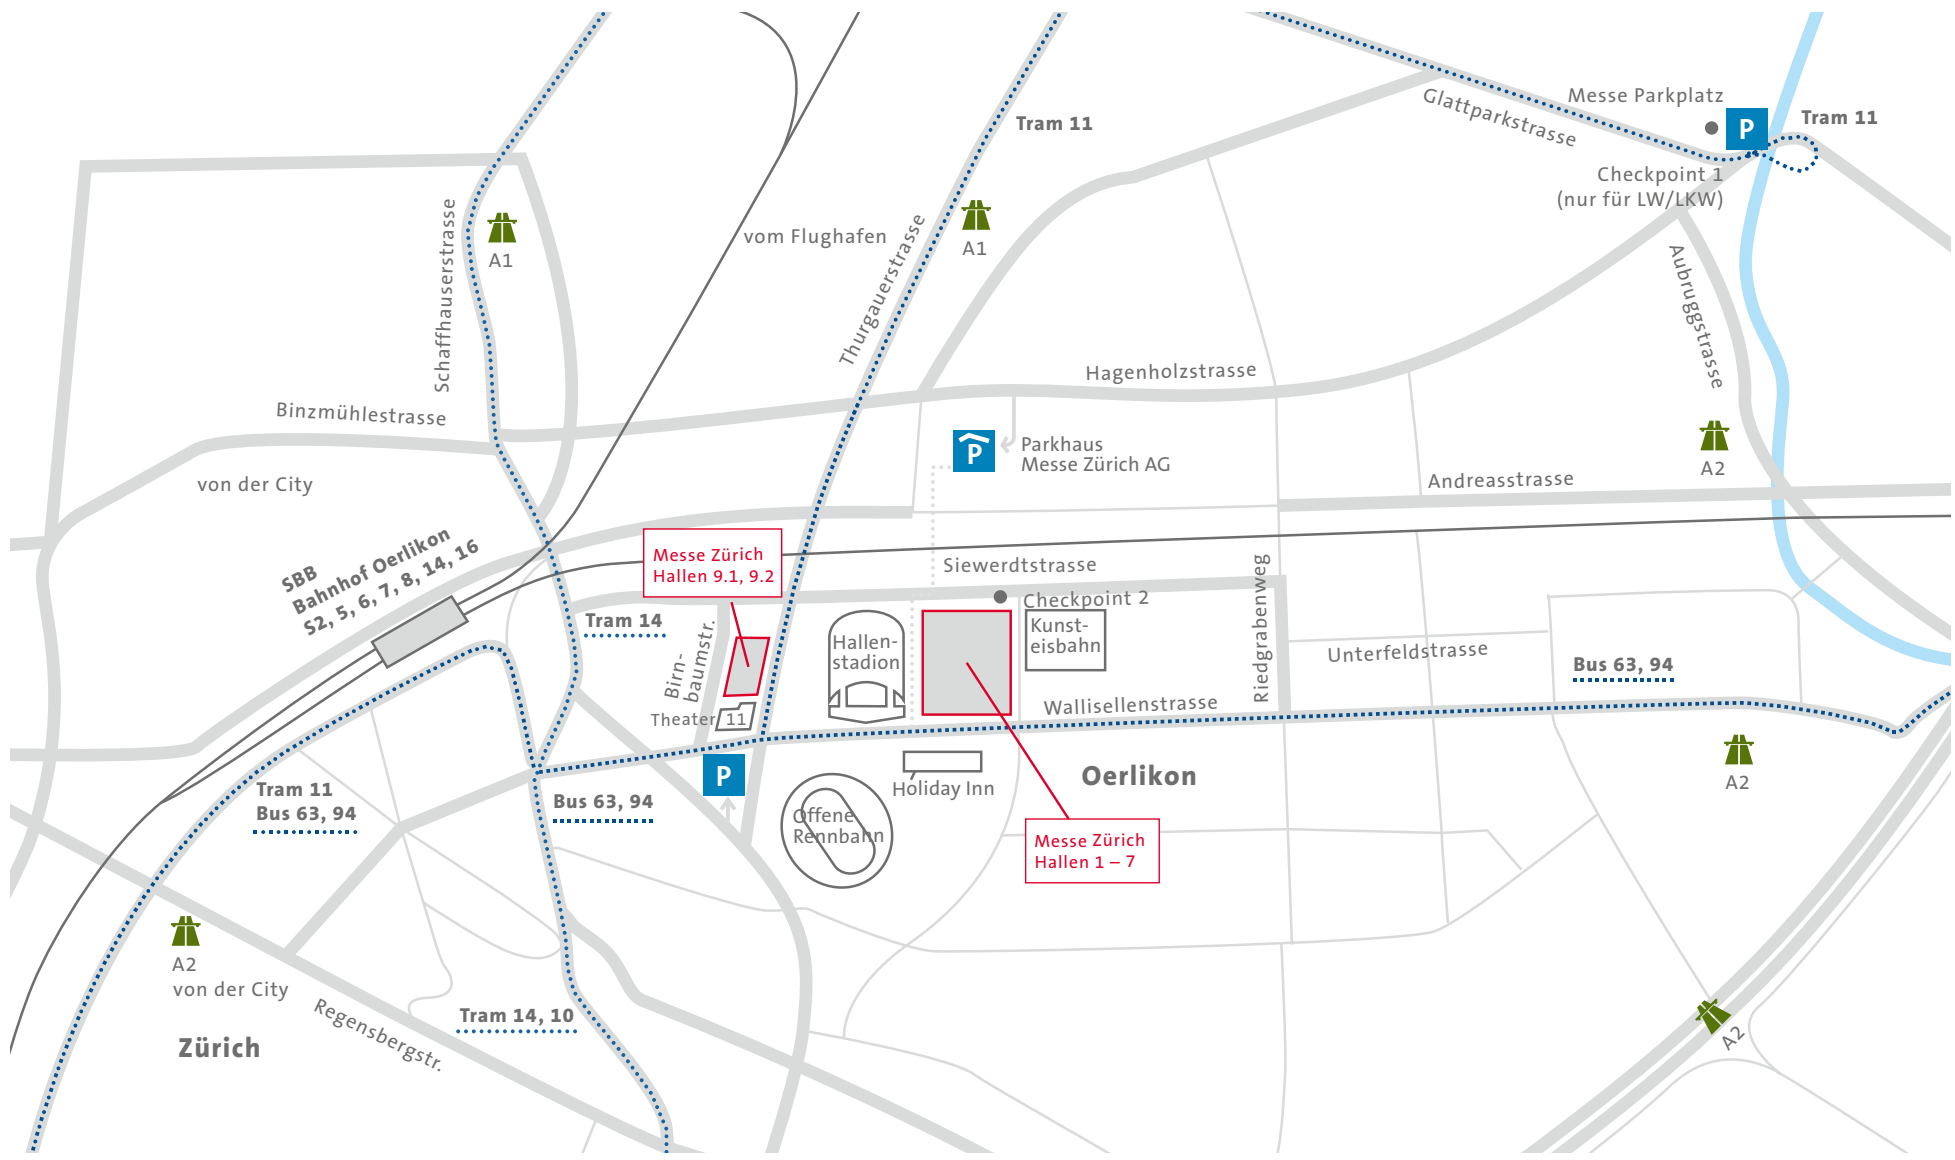 Messe Parkplatz
P
Tram 11
Tram 11
Glattparkstrasse
Checkpoint 1
(nur für LW/LKW)
Schaffhauserstrasse
A1
vom Flughafen
Thurgauerstrasse
A1
Aubruggstrasse
Hagenholzstrasse
Binzmühlestrasse
von der City
P
Parkhaus
Messe Zürich AG
A2
Andreasstrasse
SBB
Bahnhof Oerlikon
S2, 5, 6, 7, 8, 14, 16
Messe Zürich
Hallen 9.1, 9.2
Siewerdtstrasse
Checkpoint 2
Tram 14
Birn-
baumstr.
Hallen-
stadion
Kunst-
eisbahn
Riedgrabenweg
Unterfeldstrasse
Bus 63, 94
Theater 11
Wallisellenstrasse
P
Holiday Inn
Oerlikon
A2
Tram 11
Bus 63, 94
Bus 63, 94
Offene
Rennbahn
Messe Zürich
Hallen 1 – 7
A2
von der City
Regensbergstr.
Tram 14, 10
Zürich
A2